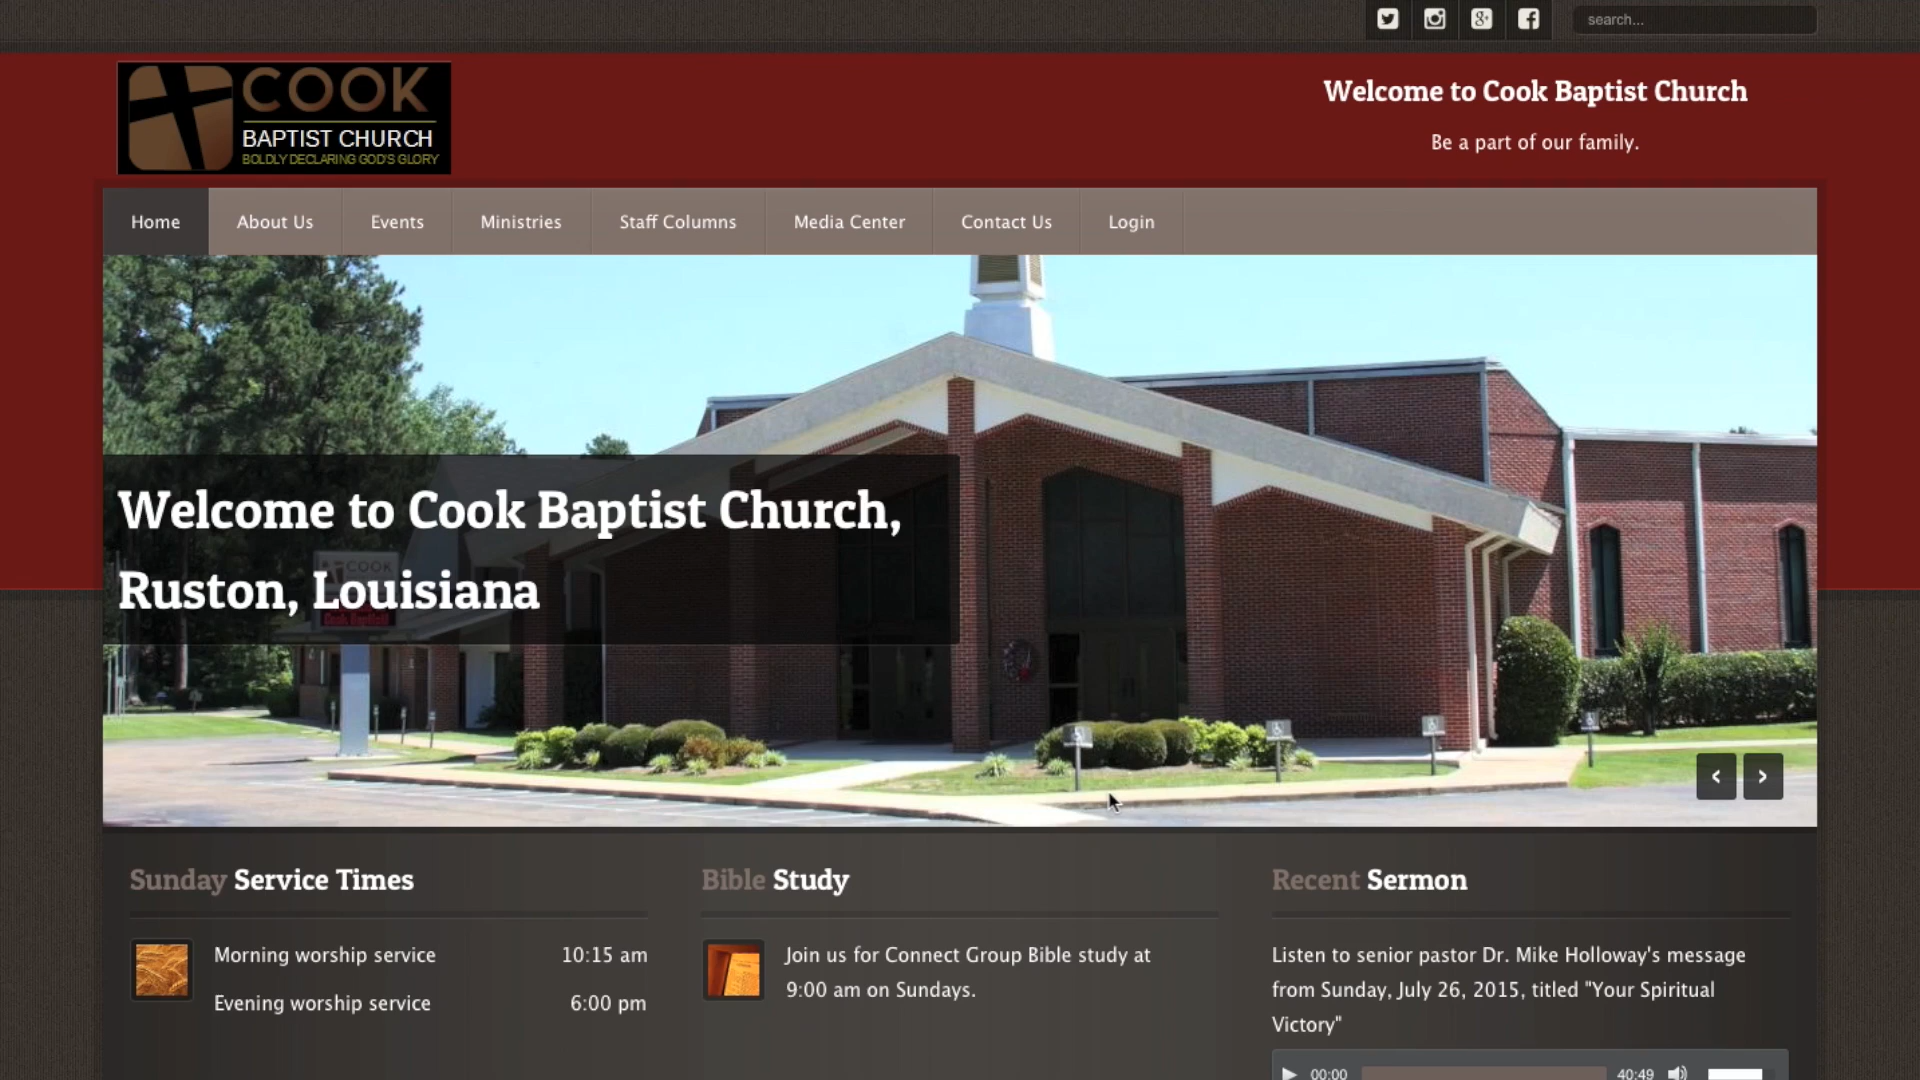 search...
COOK
BAPTIST CHURCH
BOLDLY DECLARING GOD'S GLORY
Welcome to Cook Baptist Church
Be a part of our family.
Home About Us Events Ministries Staff Columns Media Center Contact Us Login
Welcome to Cook Baptist Church,
Ruston, Louisiana
COOK
Cook Baptist
Sunday Service Times
Morning worship service 10:15 am
Evening worship service 6:00 pm
Bible Study
Join us for Connect Group Bible study at
9:00 am on Sundays.
Recent Sermon
Listen to senior pastor Dr. Mike Holloway's message
from Sunday, July 26, 2015, titled "Your Spiritual
Victory"
00:00 40:49